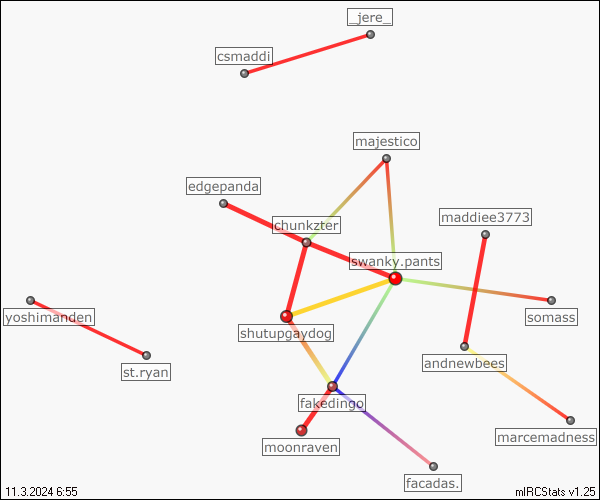 _jere_
csmaddi
majestico
edgepanda
maddiee3773
chunkzter
swanky.pants
yoshimanden
somass
shutupgaydog
st.ryan
andnewbees
fakedingo
marcemadness
moonraven
facadas.
11.3.2024 6:55
mIRCStats v1.25